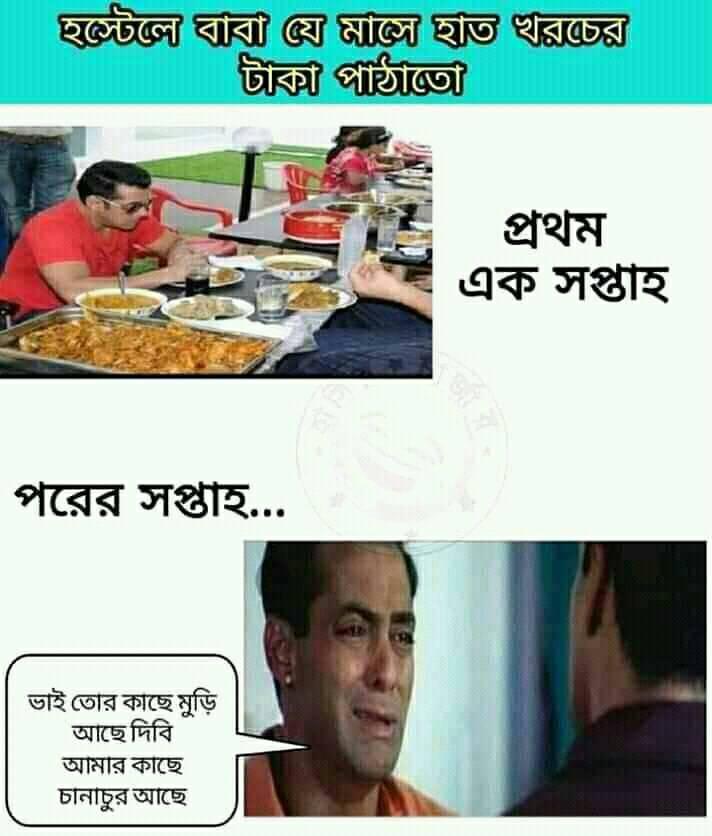 হস্টেলে বাবা যে মাসে হাত খরচের
টাকা পাঠাতো
প্রথম
এক সপ্তাহ
পরের সপ্তাহ...
ভাই তোর কাছে মুড়ি
আছে দিবি
আমার কাছে
চানাচুর আছে